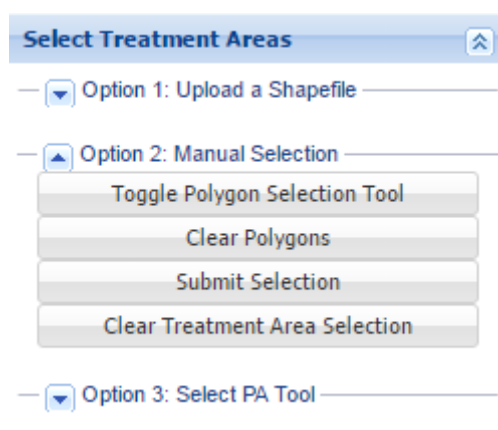 Select Treatment Areas
Option 1: Upload a Shapefile
Option 2: Manual Selection
Toggle Polygon Selection Tool
Clear Polygons
Submit Selection
Clear Treatment Area Selection
Option 3: Select PA Tool